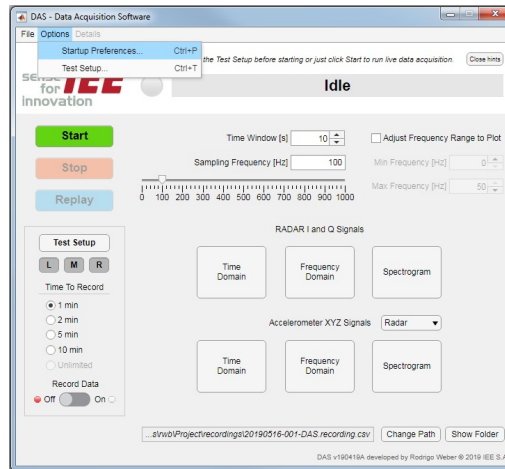 DAS - Data Acquisition Software
File Options Details
Startup Preferences... Ctrl+P
Test Setup... Ctrl+T
the Test Setup before starting or just click Start to run live data acquisition. Close hints
sense
for IEE
innovation
Idle
Start
Stop
Replay
Time Window [s] 10
Adjust Frequency Range to Plot
Sampling Frequency [Hz] 100
Min Frequency [Hz] 0
Max Frequency [Hz] 50
0 100 200 300 400 500 600 700 800 900 1000
Test Setup
L M R
Time To Record
1 min
2 min
5 min
10 min
Unlimited
Record Data
Off On
RADAR I and Q Signals
Time
Domain
Frequency
Domain
Spectrogram
Accelerometer XYZ Signals Radar
Time
Domain
Frequency
Domain
Spectrogram
...s\rwb\Project\recordings\20190516-001-DAS.recording.csv Change Path Show Folder
DAS v190419A developed by Rodrigo Weber © 2019 IEE S.A